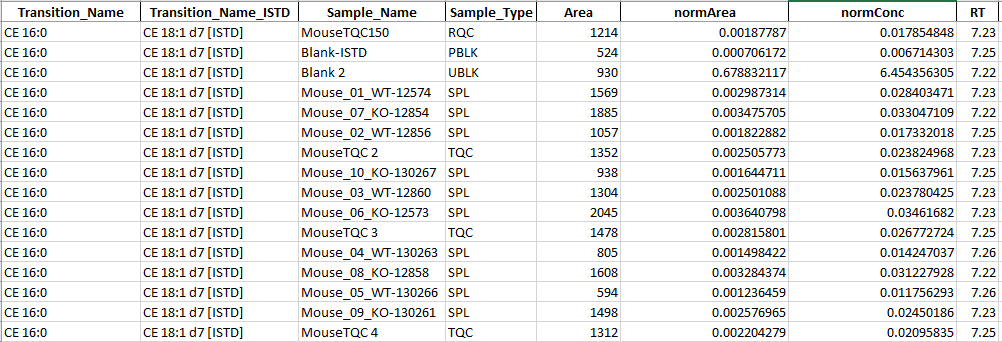 Transition_Name Transition_Name_ISTD Sample_Name Sample_Type Area normArea normConc RT
CE 16:0 CE 18:1 d7 [ISTD] MouseTQC150 RQC 1214 0.00187787 0.017854848 7.23
CE 16:0 CE 18:1 d7 [ISTD] Blank-ISTD PBLK 524 0.000706172 0.006714303 7.25
CE 16:0 CE 18:1 d7 [ISTD] Blank 2 UBLK 930 0.678832117 6.454356305 7.22
CE 16:0 CE 18:1 d7 [ISTD] Mouse_01_WT-12574 SPL 1569 0.002987314 0.028403471 7.23
CE 16:0 CE 18:1 d7 [ISTD] Mouse_07_KO-12854 SPL 1885 0.003475705 0.033047109 7.22
CE 16:0 CE 18:1 d7 [ISTD] Mouse_02_WT-12856 SPL 1057 0.001822882 0.017332018 7.25
CE 16:0 CE 18:1 d7 [ISTD] MouseTQC 2 TQC 1352 0.002505773 0.023824968 7.23
CE 16:0 CE 18:1 d7 [ISTD] Mouse_10_KO-130267 SPL 938 0.001644711 0.015637961 7.25
CE 16:0 CE 18:1 d7 [ISTD] Mouse_03_WT-12860 SPL 1304 0.002501088 0.023780425 7.23
CE 16:0 CE 18:1 d7 [ISTD] Mouse_06_KO-12573 SPL 2045 0.003640798 0.03461682 7.23
CE 16:0 CE 18:1 d7 [ISTD] MouseTQC 3 TQC 1478 0.002815801 0.026772724 7.25
CE 16:0 CE 18:1 d7 [ISTD] Mouse_04_WT-130263 SPL 805 0.001498422 0.014247037 7.26
CE 16:0 CE 18:1 d7 [ISTD] Mouse_08_KO-12858 SPL 1608 0.003284374 0.031227928 7.22
CE 16:0 CE 18:1 d7 [ISTD] Mouse_05_WT-130266 SPL 594 0.001236459 0.011756293 7.26
CE 16:0 CE 18:1 d7 [ISTD] Mouse_09_KO-130261 SPL 1498 0.002576965 0.02450186 7.23
CE 16:0 CE 18:1 d7 [ISTD] MouseTQC 4 TQC 1312 0.002204279 0.02095835 7.25